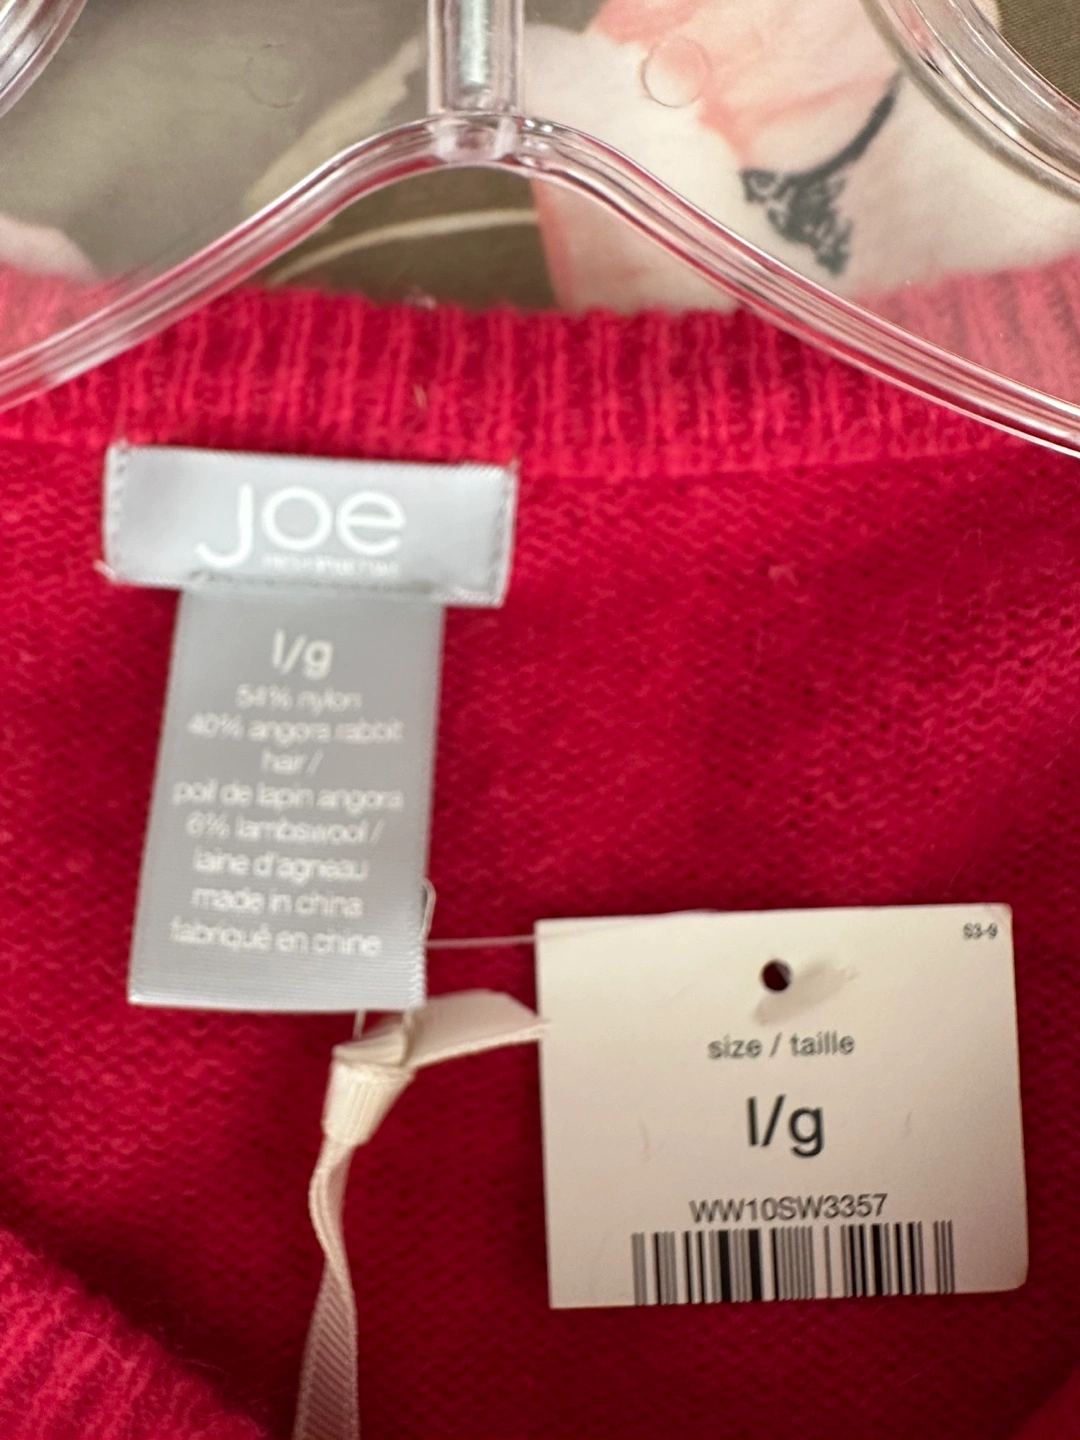 joe
l/g
54% nylon
40% angora rabbit
hair /
poil de lapin angora
6% lambswool /
laine d'agneau
made in china
fabriqué en chine
S3-9
size / taille
l/g
WW10SW3357